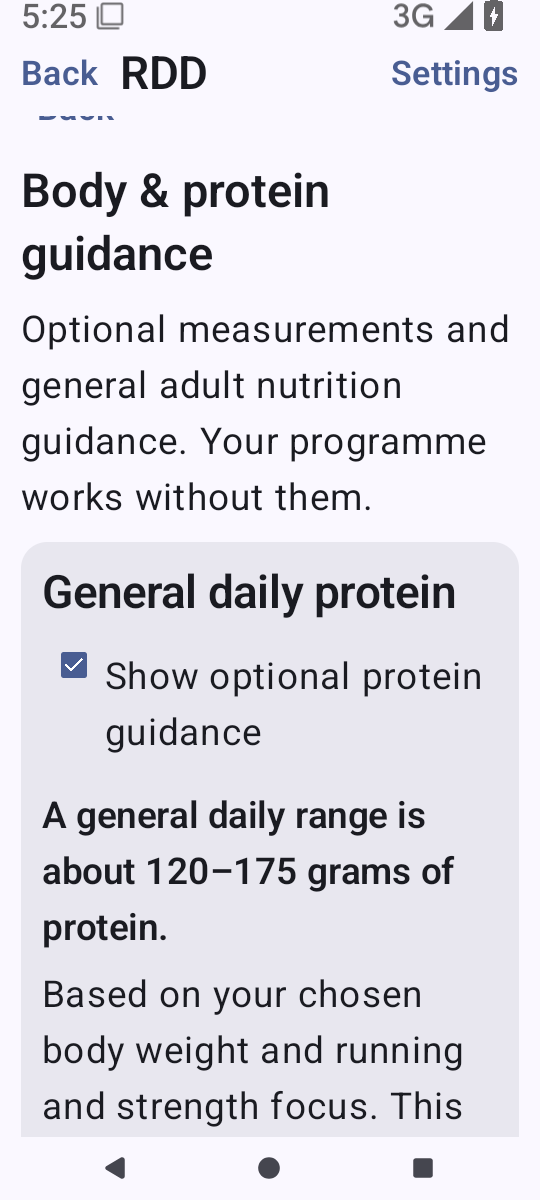 5:25
3G
Back RDD Settings
Back
Body & protein
guidance
Optional measurements and
general adult nutrition
guidance. Your programme
works without them.
General daily protein
Show optional protein
guidance
A general daily range is
about 120–175 grams of
protein.
Based on your chosen
body weight and running
and strength focus. This